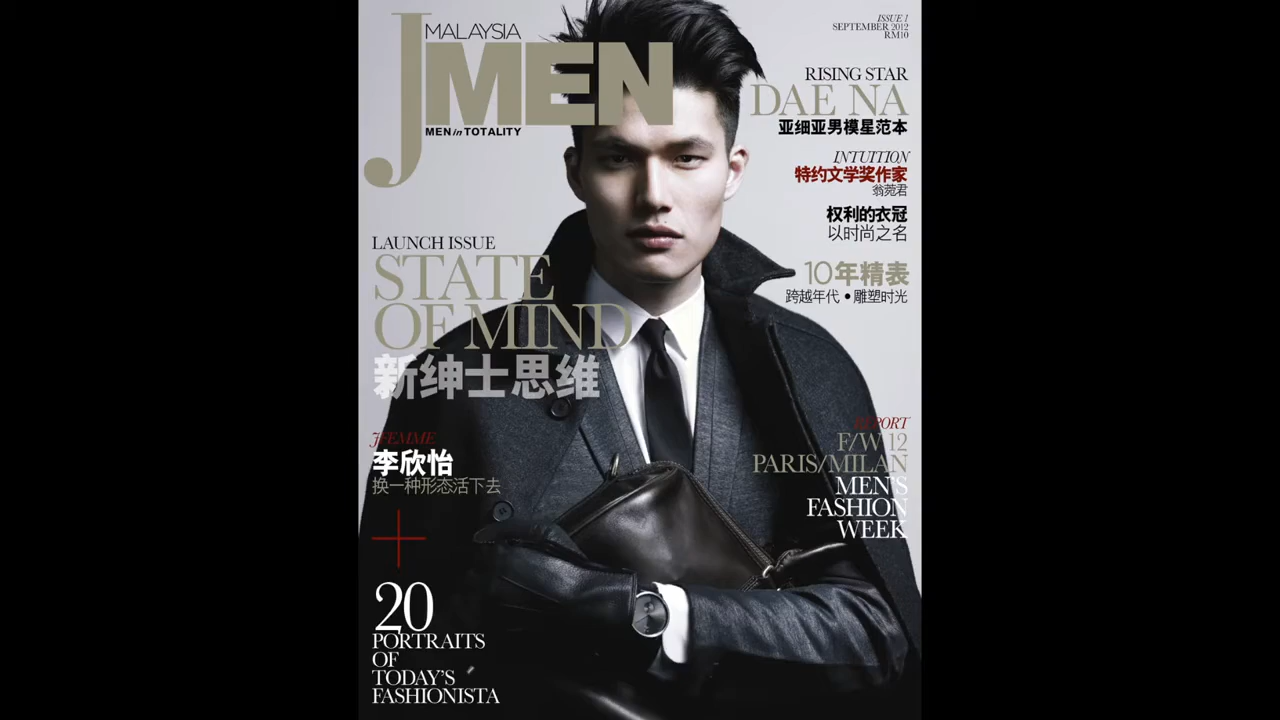 MALAYSIA
JMEN
MEN in TOTALITY
ISSUE 1
SEPTEMBER 2012
RM10
RISING STAR
DAE NA
亚细亚男模星范本
INTUITION
特约文学奖作家
翁菀君
权利的衣冠
以时尚之名
10年精表
跨越年代•雕塑时光
LAUNCH ISSUE
STATE
OF MIND
新绅士思维
JFEMME
李欣怡
换一种形态活下去
+
20
PORTRAITS
OF
TODAY'S
FASHIONISTA
REPORT
F/W 12
PARIS/MILAN
MEN'S
FASHION
WEEK